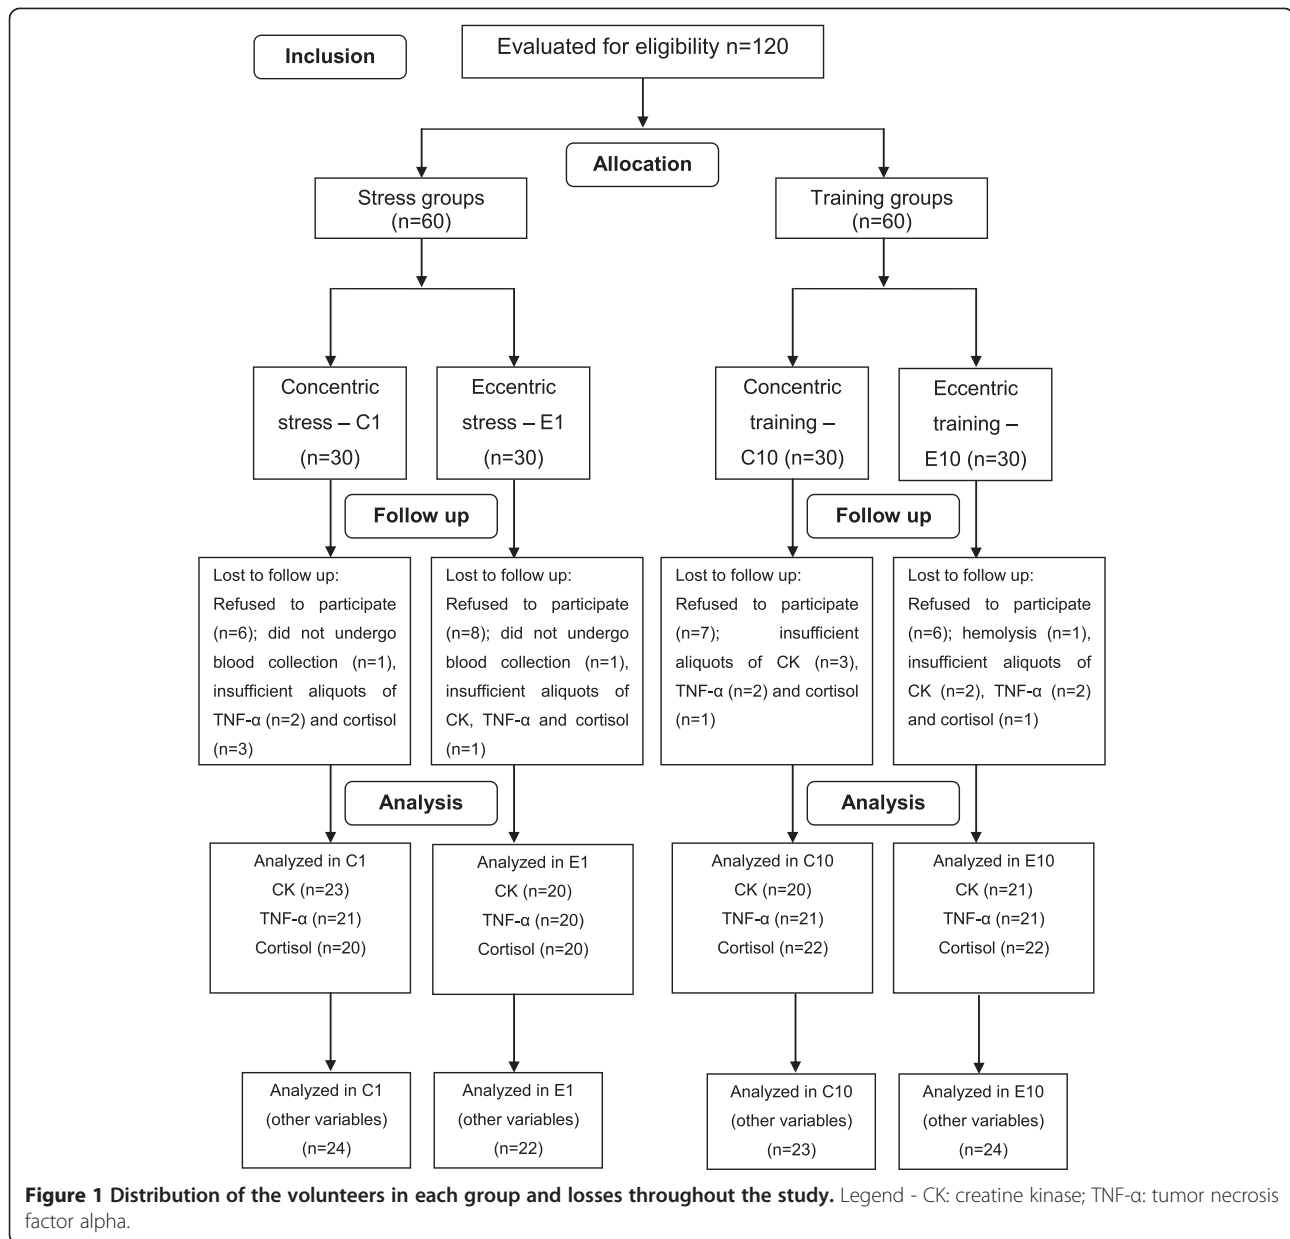 Inclusion
Evaluated for eligibility n=120
Allocation
Stress groups
(n=60)
Training groups
(n=60)
Concentric
stress – C1
(n=30)
Eccentric
stress – E1
(n=30)
Concentric
training –
C10 (n=30)
Eccentric
training –
E10 (n=30)
Follow up
Follow up
Lost to follow up:
Refused to participate
(n=6); did not undergo
blood collection (n=1),
insufficient aliquots of
TNF-α (n=2) and cortisol
(n=3)
Lost to follow up:
Refused to participate
(n=8); did not undergo
blood collection (n=1),
insufficient aliquots of
CK, TNF-α and cortisol
(n=1)
Lost to follow up:
Refused to participate
(n=7); insufficient
aliquots of CK (n=3),
TNF-α (n=2) and cortisol
(n=1)
Lost to follow up:
Refused to participate
(n=6); hemolysis (n=1),
insufficient aliquots of
CK (n=2), TNF-α (n=2)
and cortisol (n=1)
Analysis
Analysis
Analyzed in C1
CK (n=23)
TNF-α (n=21)
Cortisol (n=20)
Analyzed in E1
CK (n=20)
TNF-α (n=20)
Cortisol (n=20)
Analyzed in C10
CK (n=20)
TNF-α (n=21)
Cortisol (n=22)
Analyzed in E10
CK (n=21)
TNF-α (n=21)
Cortisol (n=22)
Analyzed in C1
(other variables)
(n=24)
Analyzed in E1
(other variables)
(n=22)
Analyzed in C10
(other variables)
(n=23)
Analyzed in E10
(other variables)
(n=24)
Figure 1 Distribution of the volunteers in each group and losses throughout the study. Legend - CK: creatine kinase; TNF-α: tumor necrosis
factor alpha.